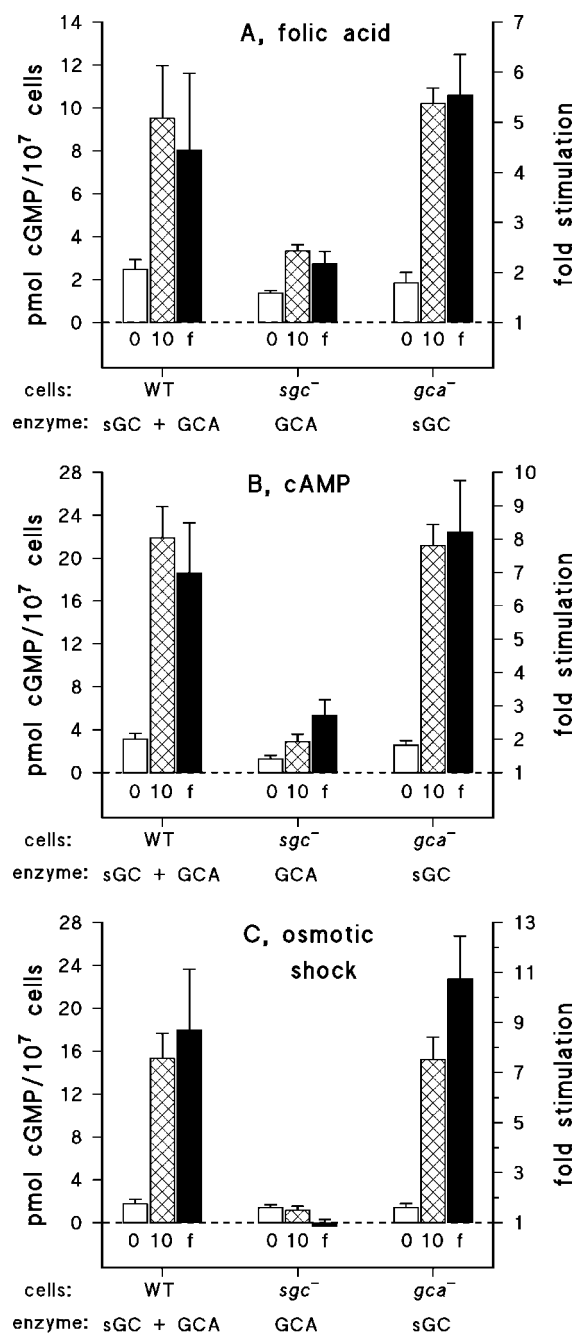 A, folic acid
pmol cGMP/10⁷ cells
14
12
10
8
6
4
2
0
7
6
5
4
3
2
1
fold stimulation
0 10 f 0 10 f 0 10 f
cells: WT sgc⁻ gca⁻
enzyme: sGC + GCA GCA sGC
B, cAMP
pmol cGMP/10⁷ cells
28
24
20
16
12
8
4
0
10
9
8
7
6
5
4
3
2
1
fold stimulation
0 10 f 0 10 f 0 10 f
cells: WT sgc⁻ gca⁻
enzyme: sGC + GCA GCA sGC
C, osmotic
shock
pmol cGMP/10⁷ cells
28
24
20
16
12
8
4
0
13
11
9
7
5
3
1
fold stimulation
0 10 f 0 10 f 0 10 f
cells: WT sgc⁻ gca⁻
enzyme: sGC + GCA GCA sGC